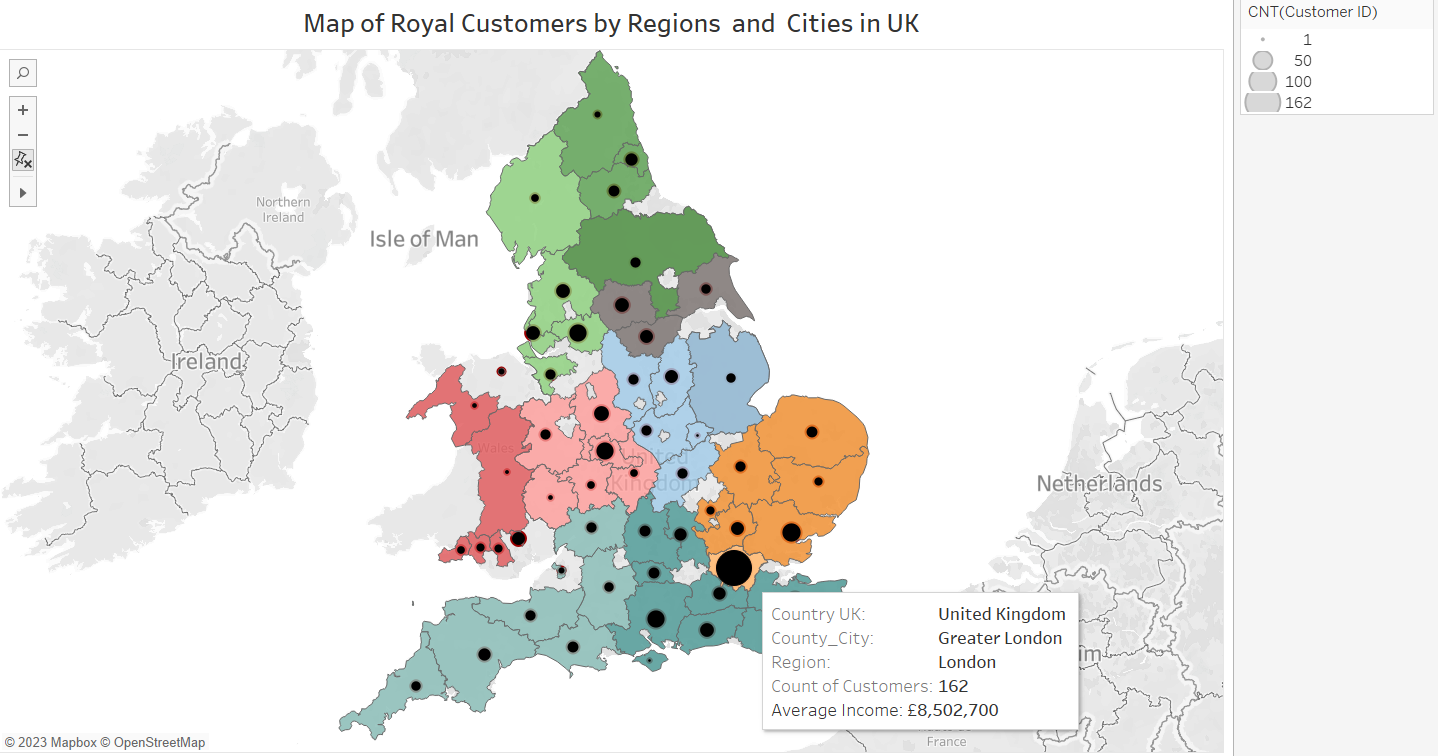 Map of Royal Customers by Regions and Cities in UK
CNT(Customer ID)
1
50
100
162
Northern
Ireland
Isle of Man
Ireland
Wales
United
Kingdom
Netherlands
Country UK: United Kingdom
County_City: Greater London
Region: London
Count of Customers: 162
Average Income: £8,502,700
France
© 2023 Mapbox © OpenStreetMap